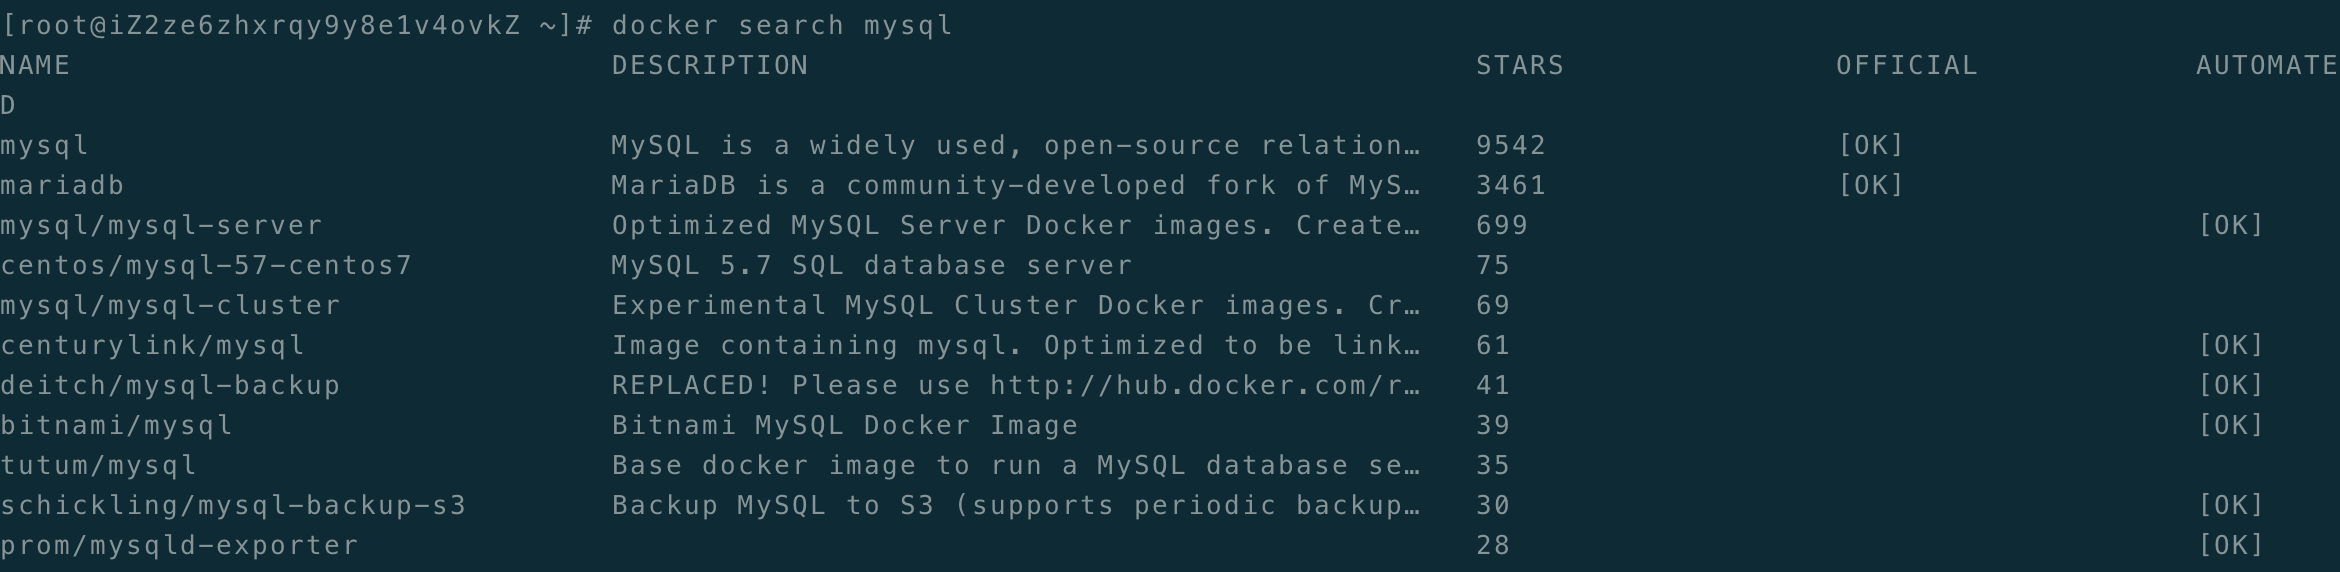 [root@iZ2ze6zhxrqy9y8e1v4ovkZ ~]# docker search mysql
NAME DESCRIPTION STARS OFFICIAL AUTOMATE
D
mysql MySQL is a widely used, open-source relation… 9542 [OK]
mariadb MariaDB is a community-developed fork of MyS… 3461 [OK]
mysql/mysql-server Optimized MySQL Server Docker images. Create… 699 [OK]
centos/mysql-57-centos7 MySQL 5.7 SQL database server 75
mysql/mysql-cluster Experimental MySQL Cluster Docker images. Cr… 69
centurylink/mysql Image containing mysql. Optimized to be link… 61 [OK]
deitch/mysql-backup REPLACED! Please use http://hub.docker.com/r… 41 [OK]
bitnami/mysql Bitnami MySQL Docker Image 39 [OK]
tutum/mysql Base docker image to run a MySQL database se… 35
schickling/mysql-backup-s3 Backup MySQL to S3 (supports periodic backup… 30 [OK]
prom/mysqld-exporter 28 [OK]